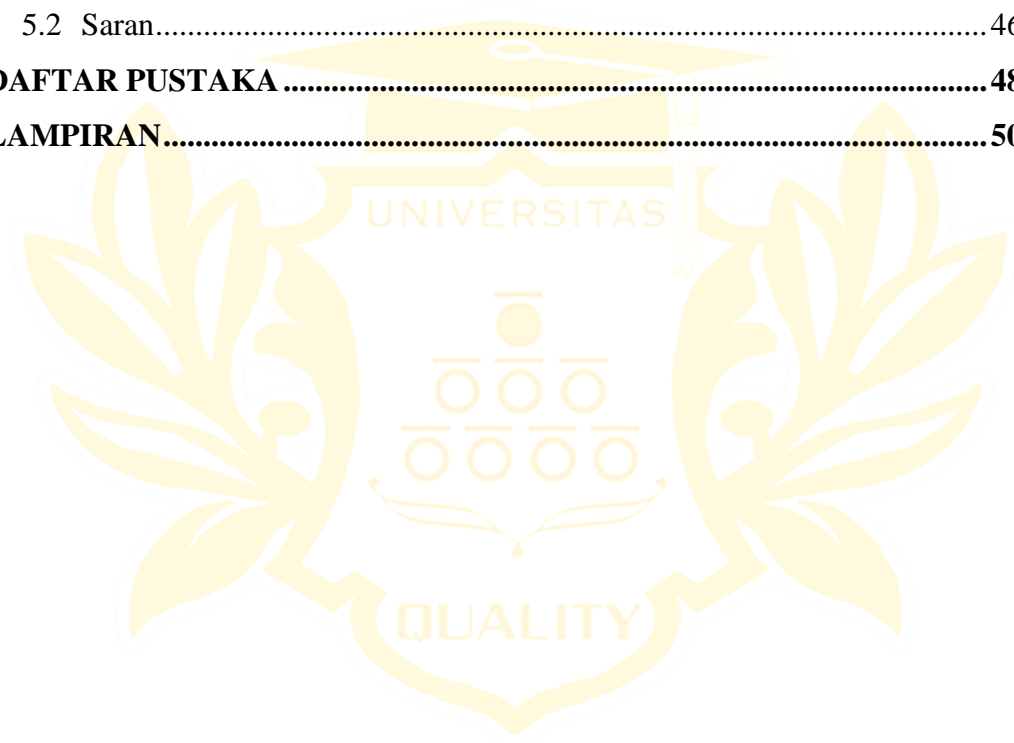 5.2 Saran........................................................................................................ 46
DAFTAR PUSTAKA ........................................................................................ 48
LAMPIRAN....................................................................................................... 50
UNIVERSITAS
QUALITY